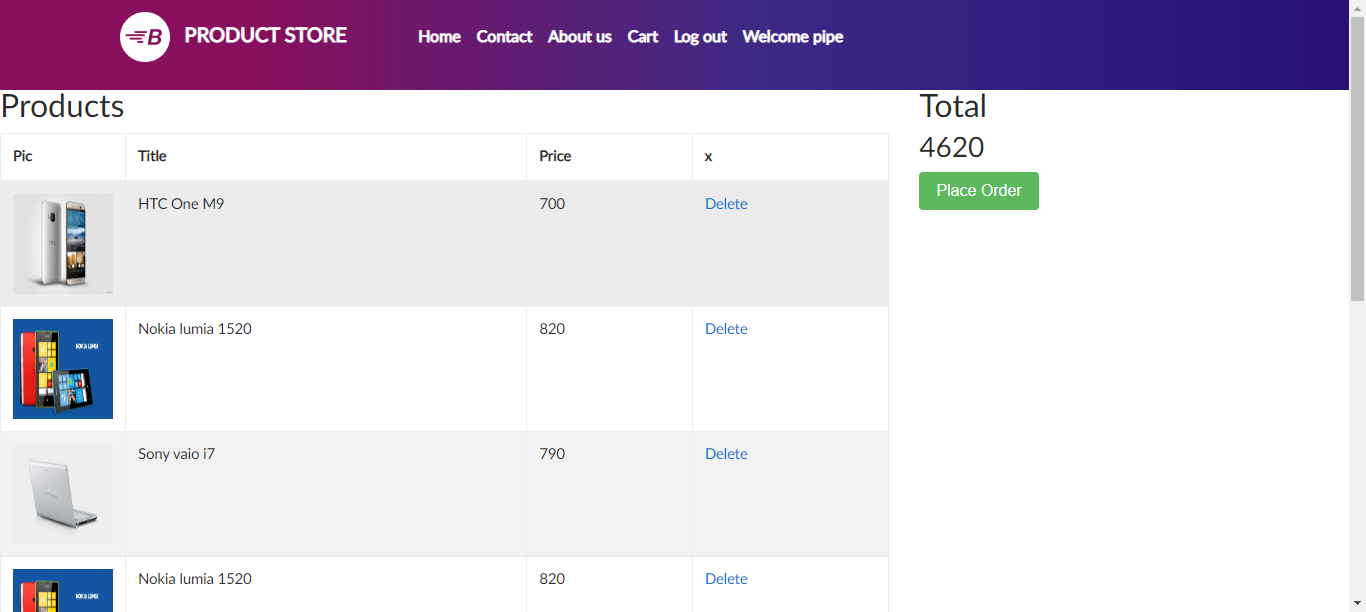 B PRODUCT STORE Home Contact About us Cart Log out Welcome pipe
Products
Total
4620
Place Order
Pic Title Price x
HTC One M9 700 Delete
Nokia lumia 1520 820 Delete
NOKIA LUMIA
Sony vaio i7 790 Delete
Nokia lumia 1520 820 Delete
NOKIA LUMIA